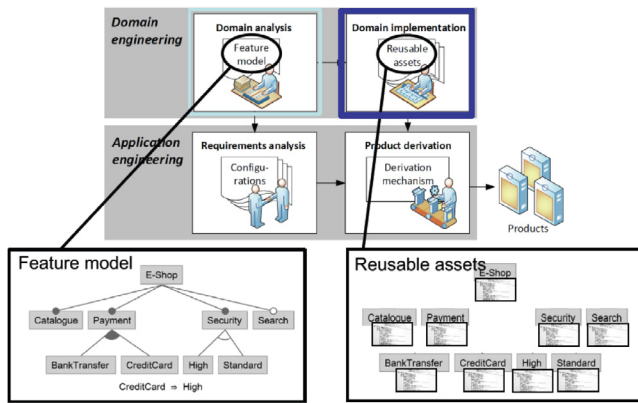 Domain
engineering
Domain analysis
Feature
model
Domain implementation
Reusable
assets
Application
engineering
Requirements analysis
Configu-
rations
Product derivation
Derivation
mechanism
Products
Feature model
E-Shop
Catalogue Payment Security Search
BankTransfer CreditCard High Standard
CreditCard ⇒ High
Reusable assets
E-Shop
Catalogue Payment Security Search
BankTransfer CreditCard High Standard